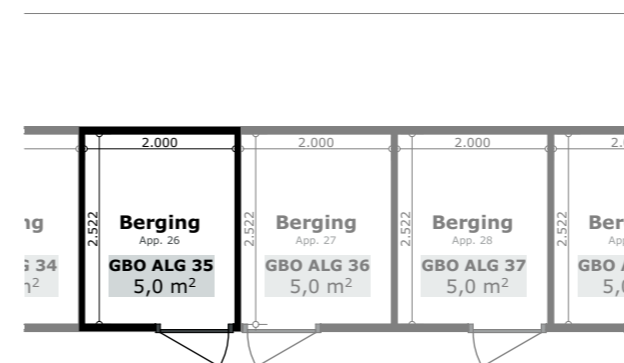 2.000
2.522
Berging
App. 26
GBO ALG 35
5,0 m²
2.000
2.522
Berging
App. 27
GBO ALG 36
5,0 m²
2.000
2.522
Berging
App. 28
GBO ALG 37
5,0 m²
2.522
34